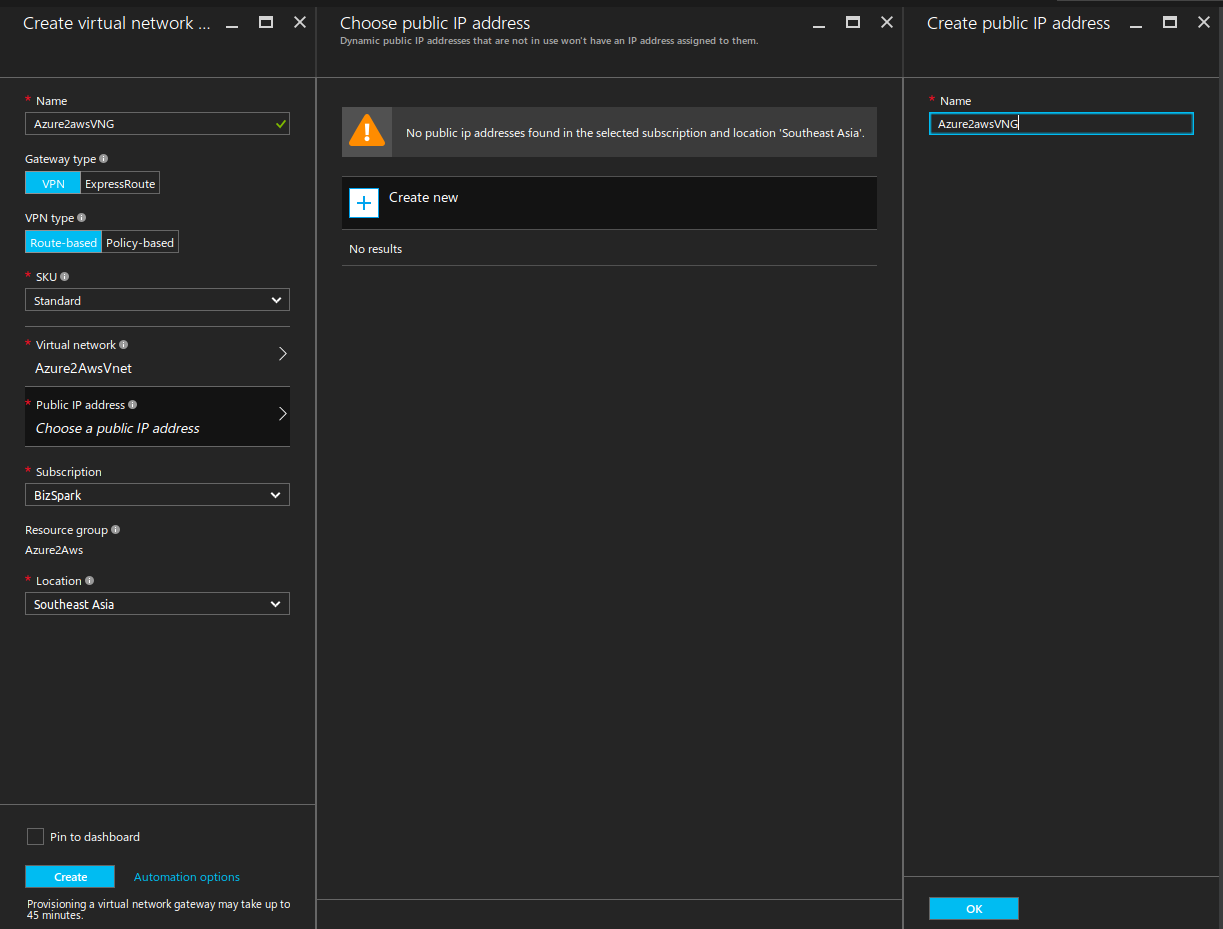 Create virtual network ...
* Name
Azure2awsVNG
Gateway type
VPN ExpressRoute
VPN type
Route-based Policy-based
* SKU
Standard
* Virtual network
Azure2AwsVnet
* Public IP address
Choose a public IP address
* Subscription
BizSpark
Resource group
Azure2Aws
* Location
Southeast Asia
Pin to dashboard
Create Automation options
Provisioning a virtual network gateway may take up to
45 minutes.
Choose public IP address
Dynamic public IP addresses that are not in use won't have an IP address assigned to them.
No public ip addresses found in the selected subscription and location 'Southeast Asia'.
Create new
No results
Create public IP address
* Name
Azure2awsVNG
OK